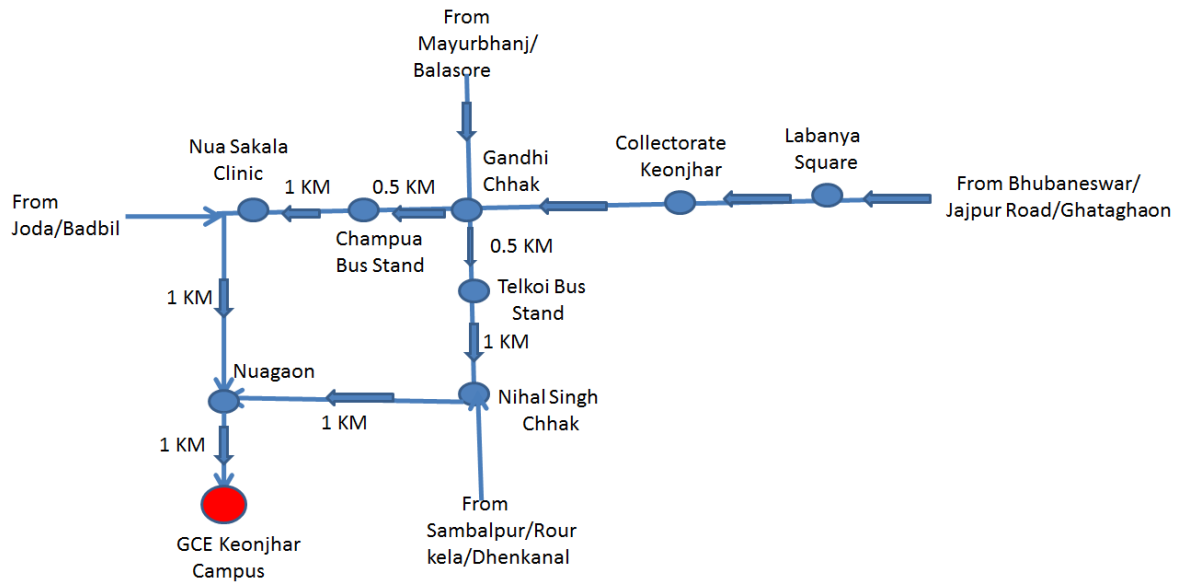 From
Mayurbhanj/
Balasore
Nua Sakala
Clinic
1 KM
0.5 KM
Gandhi
Chhak
Collectorate
Keonjhar
Labanya
Square
From Bhubaneswar/
Jajpur Road/Ghataghaon
From
Joda/Badbil
Champua
Bus Stand
0.5 KM
Telkoi Bus
Stand
1 KM
1 KM
Nuagaon
1 KM
Nihal Singh
Chhak
1 KM
GCE Keonjhar
Campus
From
Sambalpur/Rour
kela/Dhenkanal